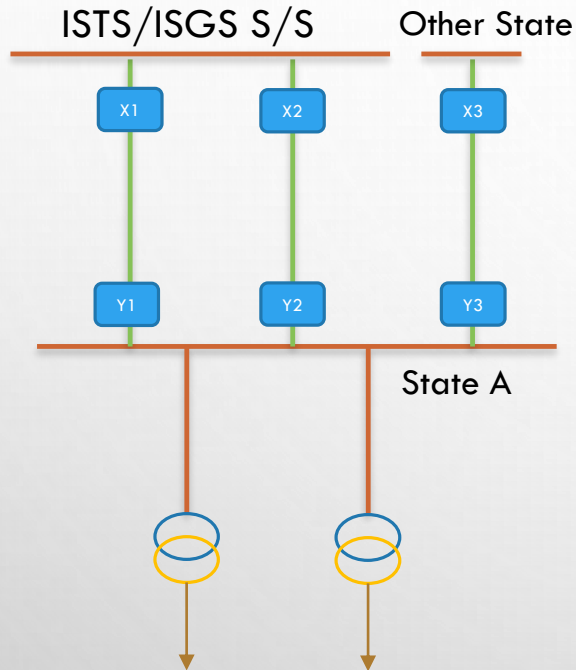 ISTS/ISGS S/S
Other State
X1
X2
X3
Y1
Y2
Y3
State A